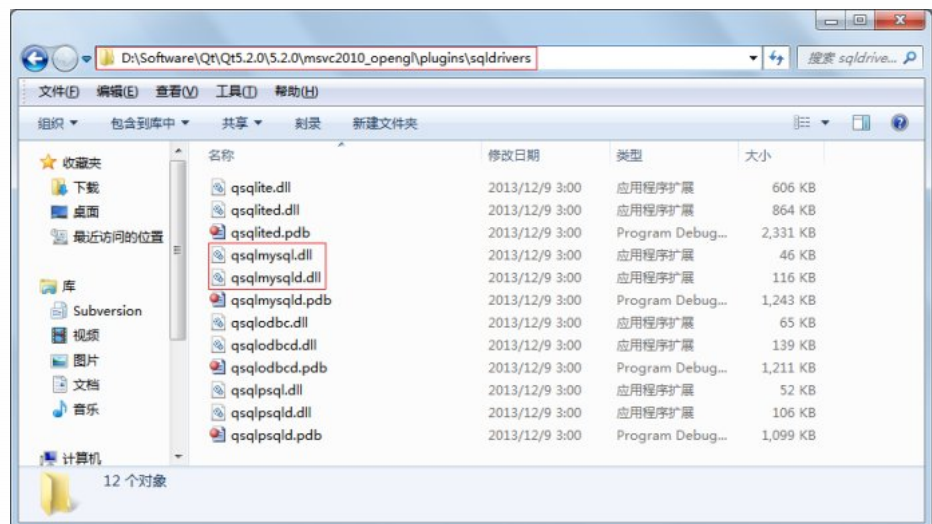 D:\Software\Qt\Qt5.2.0\5.2.0\msvc2010_opengl\plugins\sqldrivers
搜索 sqldrive...
文件(F) 编辑(E) 查看(V) 工具(T) 帮助(H)
组织 包含到库中 共享 刻录 新建文件夹
收藏夹
下载
桌面
最近访问的位置
库
Subversion
视频
图片
文档
音乐
计算机
名称 修改日期 类型 大小
qsqlite.dll 2013/12/9 3:00 应用程序扩展 606 KB
qsqlited.dll 2013/12/9 3:00 应用程序扩展 864 KB
qsqlited.pdb 2013/12/9 3:00 Program Debug... 2,331 KB
qsqlmysql.dll 2013/12/9 3:00 应用程序扩展 46 KB
qsqlmysqld.dll 2013/12/9 3:00 应用程序扩展 116 KB
qsqlmysqld.pdb 2013/12/9 3:00 Program Debug... 1,243 KB
qsqlodbc.dll 2013/12/9 3:00 应用程序扩展 65 KB
qsqlodbcd.dll 2013/12/9 3:00 应用程序扩展 139 KB
qsqlodbcd.pdb 2013/12/9 3:00 Program Debug... 1,211 KB
qsqlpsql.dll 2013/12/9 3:00 应用程序扩展 52 KB
qsqlpsqld.dll 2013/12/9 3:00 应用程序扩展 106 KB
qsqlpsqld.pdb 2013/12/9 3:00 Program Debug... 1,099 KB
12 个对象